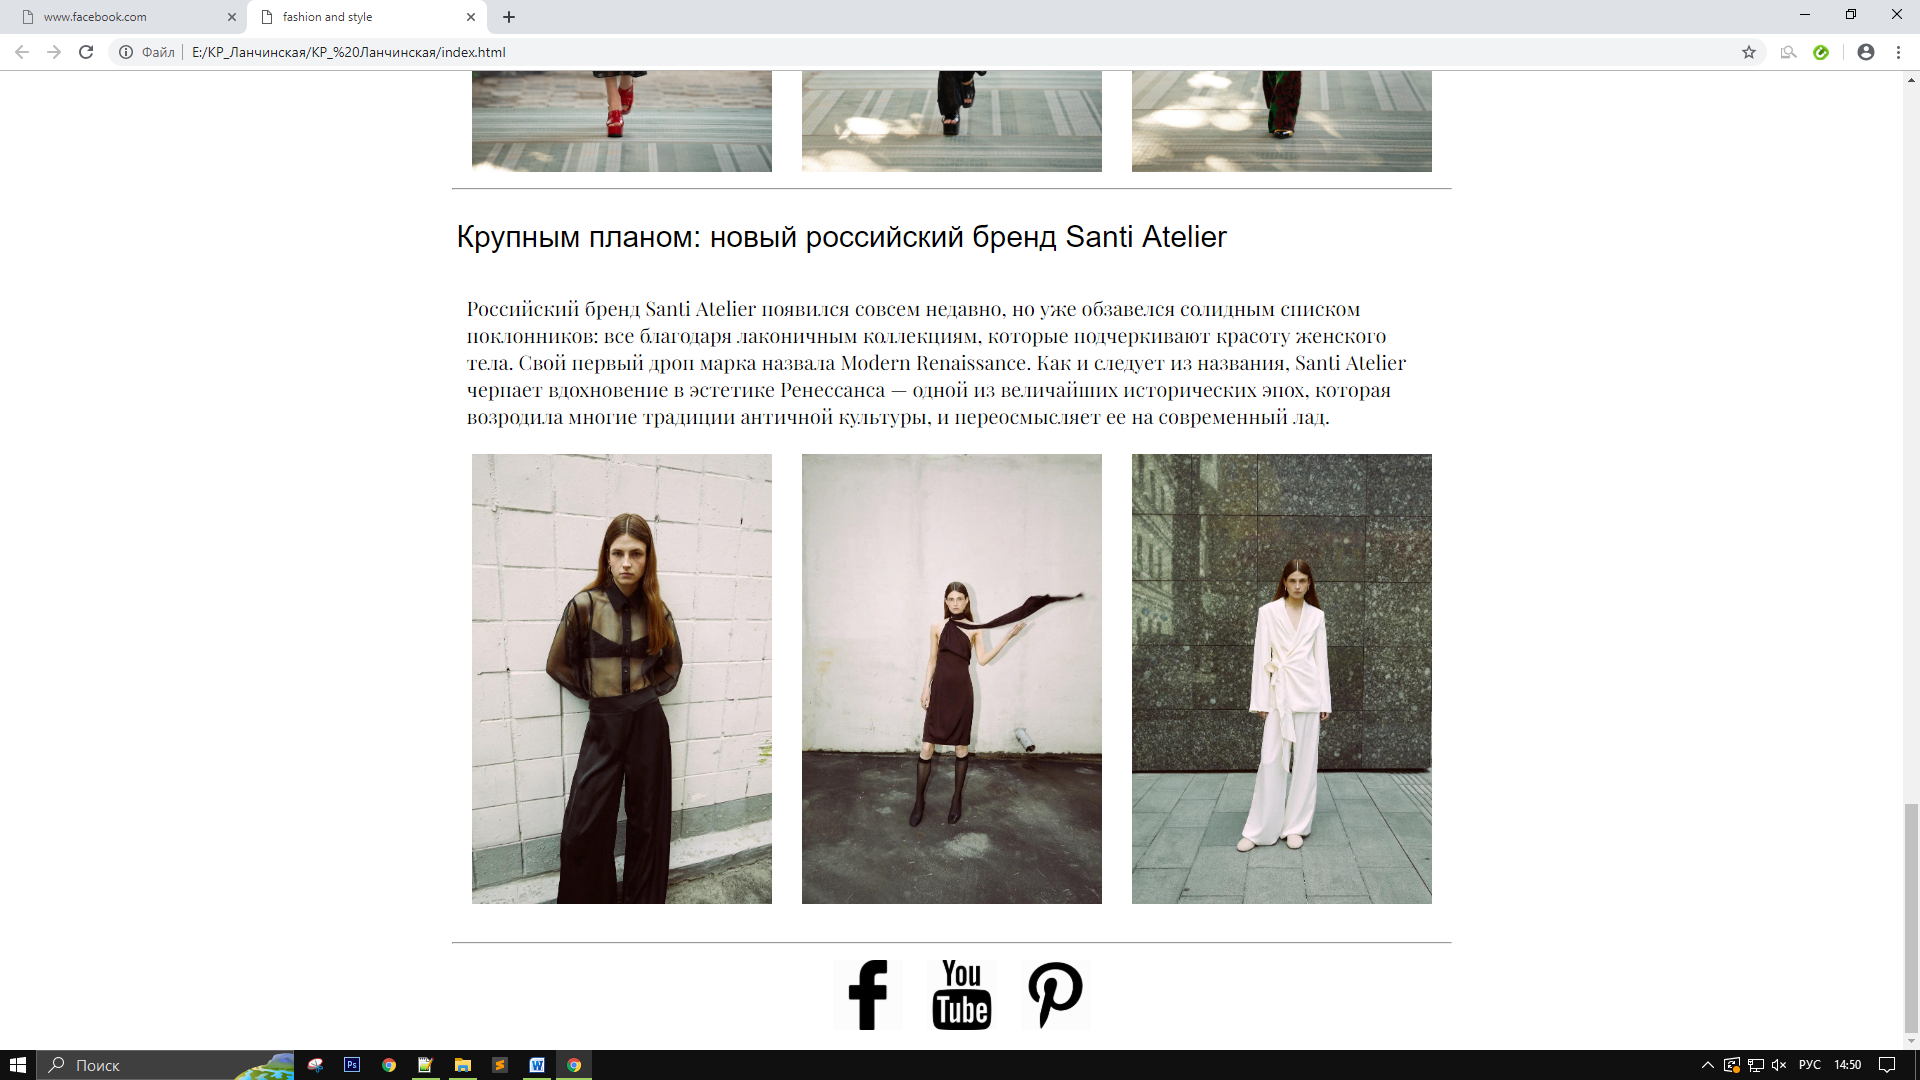 www.facebook.com
fashion and style
Файл
E:/КР_Ланчинская/КР_%20Ланчинская/index.html
Крупным планом: новый российский бренд Santi Atelier
Российский бренд Santi Atelier появился совсем недавно, но уже обзавелся солидным списком
поклонников: все благодаря лаконичным коллекциям, которые подчеркивают красоту женского
тела. Свой первый дроп марка назвала Modern Renaissance. Как и следует из названия, Santi Atelier
черпает вдохновение в эстетике Ренессанса — одной из величайших исторических эпох, которая
возродила многие традиции античной культуры, и переосмысляет ее на современный лад.
f
You
Tube
Поиск
Ps
S
W
РУС
14:50